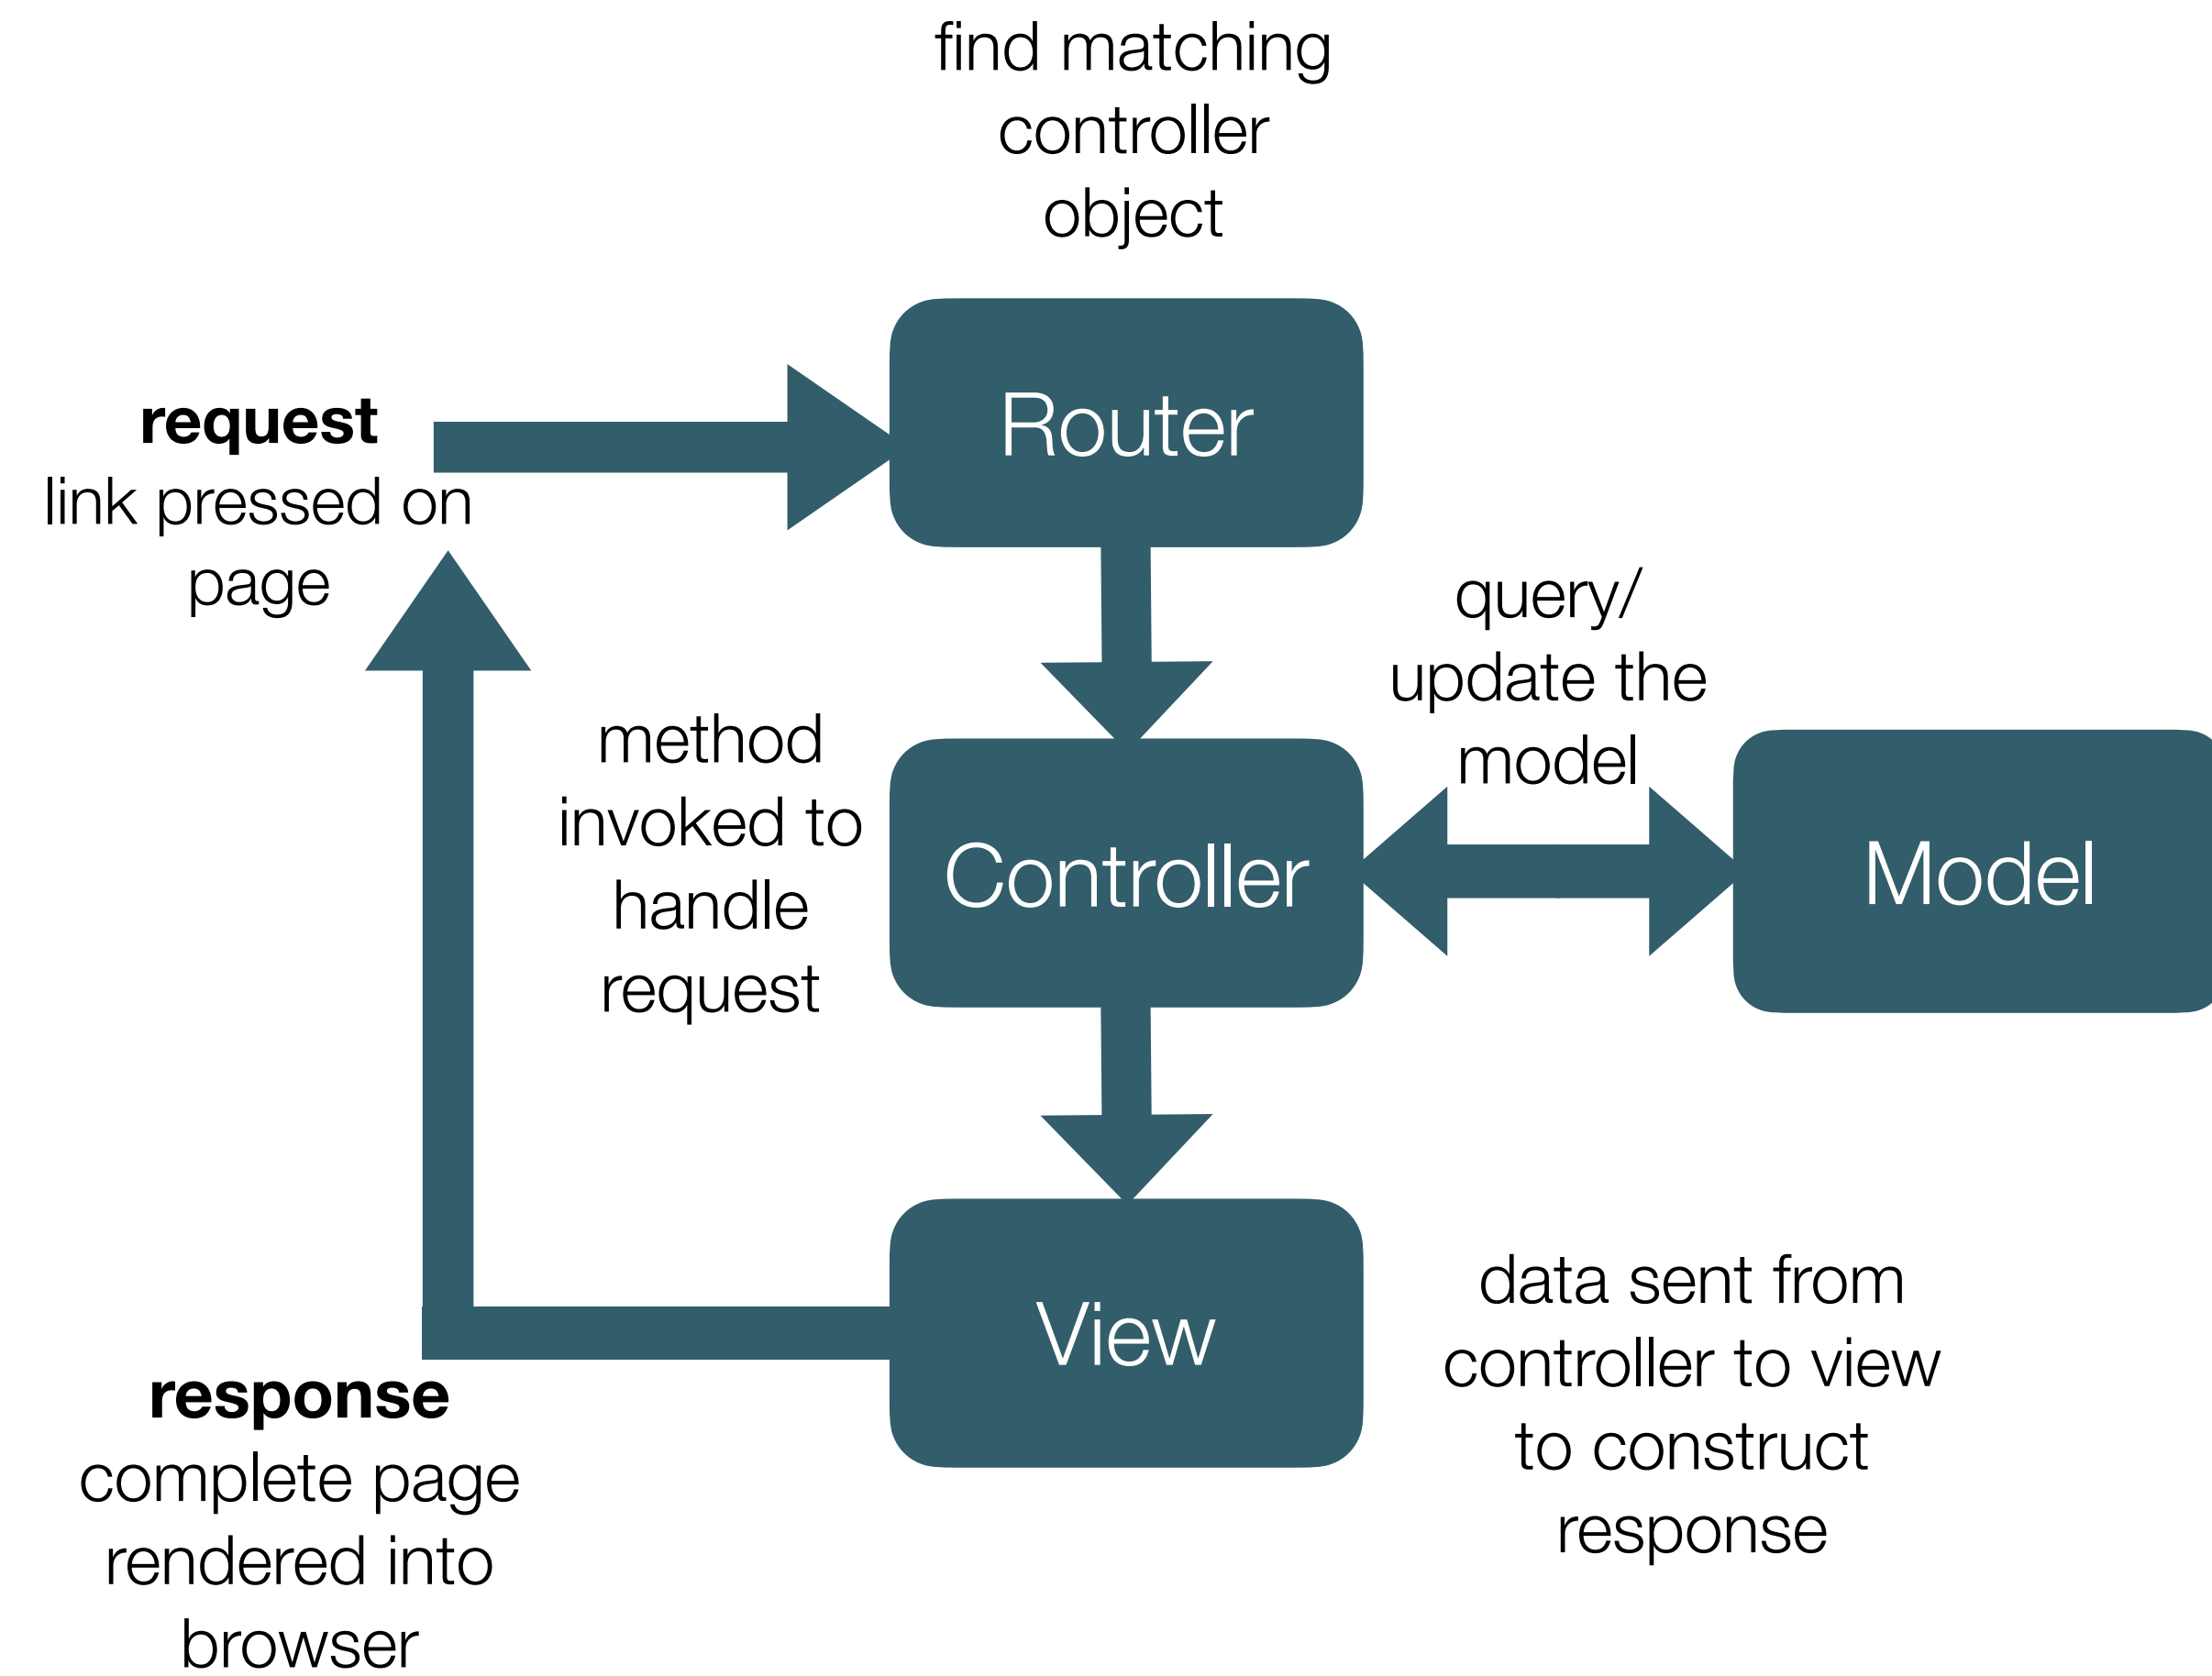 find matching
controller
object
Router
request
link pressed on
page
query/
update the
model
method
invoked to
handle
request
Controller
Model
View
data sent from
controller to view
to construct
response
response
complete page
rendered into
browser